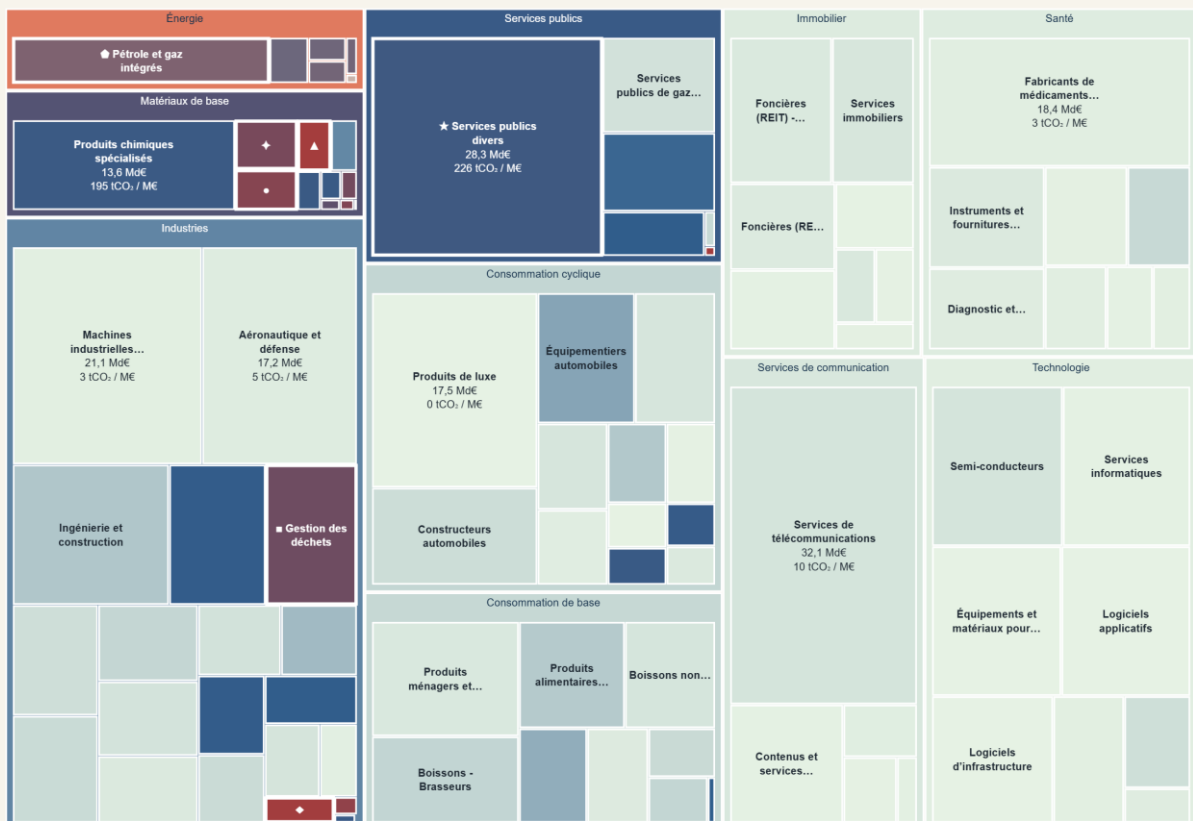 Énergie
⬟ Pétrole et gaz
intégrés
Matériaux de base
Produits chimiques
spécialisés
13,6 Md€
195 tCO₂ / M€
✦
▲
●
Industries
Machines
industrielles…
21,1 Md€
3 tCO₂ / M€
Aéronautique et
défense
17,2 Md€
5 tCO₂ / M€
Ingénierie et
construction
■ Gestion des
déchets
◆
Services publics
★ Services publics
divers
28,3 Md€
226 tCO₂ / M€
Services
publics de gaz…
Consommation cyclique
Produits de luxe
17,5 Md€
0 tCO₂ / M€
Équipementiers
automobiles
Constructeurs
automobiles
Consommation de base
Produits
ménagers et…
Produits
alimentaires…
Boissons non…
Boissons -
Brasseurs
Immobilier
Foncières
(REIT) -…
Services
immobiliers
Foncières (RE…
Santé
Fabricants de
médicaments…
18,4 Md€
3 tCO₂ / M€
Instruments et
fournitures…
Diagnostic et…
Services de communication
Services de
télécommunications
32,1 Md€
10 tCO₂ / M€
Contenus et
services…
Technologie
Semi-conducteurs
Services
informatiques
Équipements et
matériaux pour…
Logiciels
applicatifs
Logiciels
d'infrastructure